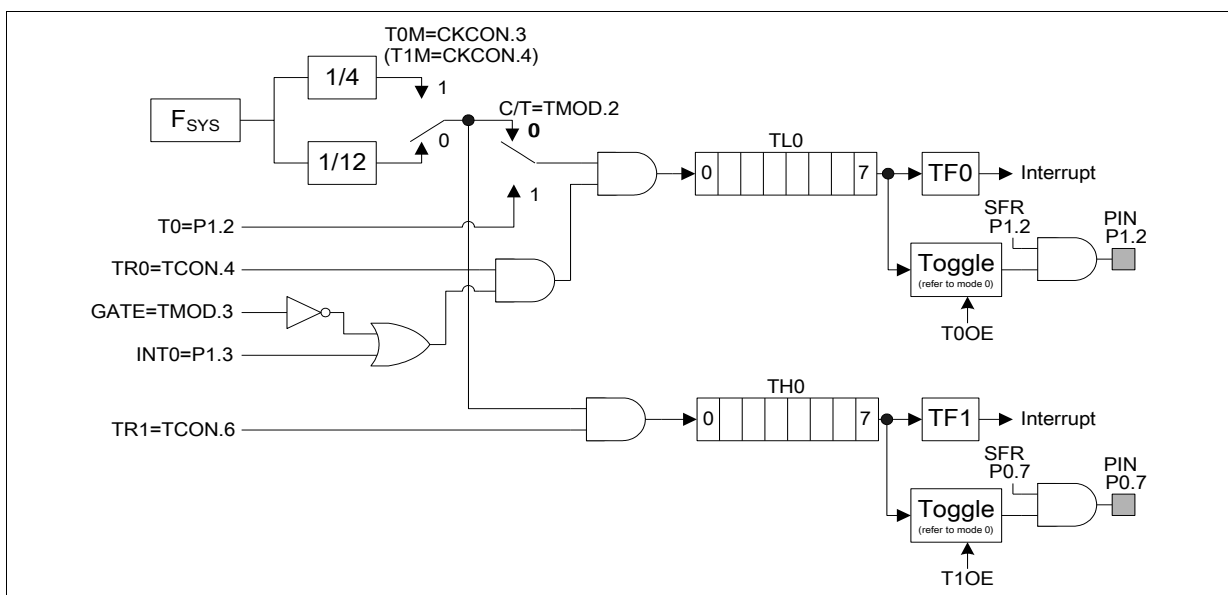 T0M=CKCON.3
(T1M=CKCON.4)
1/4
1
C/T=TMOD.2
FSYS
0
0
1/12
TL0
0
7
TF0
Interrupt
1
SFR
P1.2
PIN
P1.2
T0=P1.2
Toggle
(refer to mode 0)
TR0=TCON.4
GATE=TMOD.3
T0OE
INT0=P1.3
TH0
0
7
TF1
Interrupt
TR1=TCON.6
SFR
P0.7
PIN
P0.7
Toggle
(refer to mode 0)
T1OE